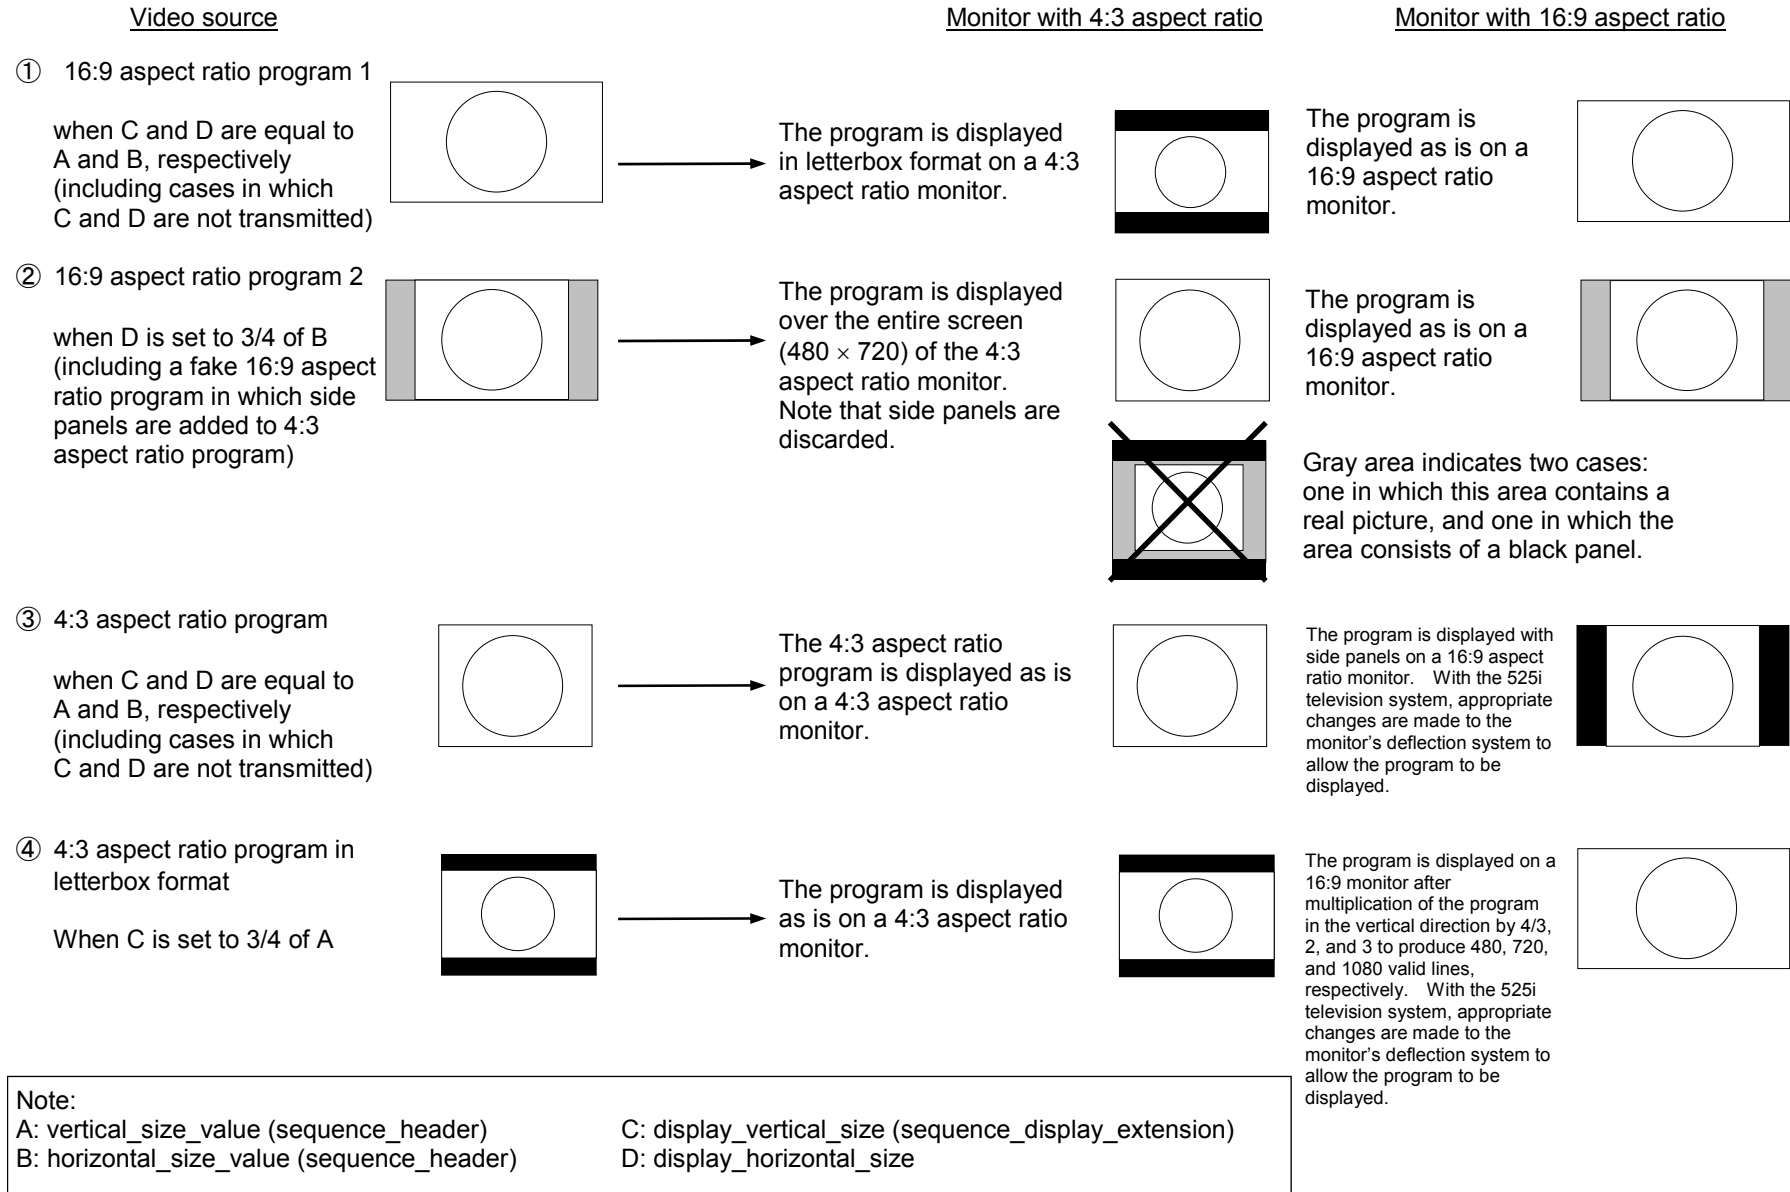 Video source
Monitor with 4:3 aspect ratio
Monitor with 16:9 aspect ratio
① 16:9 aspect ratio program 1
when C and D are equal to
A and B, respectively
(including cases in which
C and D are not transmitted)
The program is displayed
in letterbox format on a 4:3
aspect ratio monitor.
The program is
displayed as is on a
16:9 aspect ratio
monitor.
② 16:9 aspect ratio program 2
when D is set to 3/4 of B
(including a fake 16:9 aspect
ratio program in which side
panels are added to 4:3
aspect ratio program)
The program is displayed
over the entire screen
(480 × 720) of the 4:3
aspect ratio monitor.
Note that side panels are
discarded.
The program is
displayed as is on a
16:9 aspect ratio
monitor.
Gray area indicates two cases:
one in which this area contains a
real picture, and one in which the
area consists of a black panel.
③ 4:3 aspect ratio program
when C and D are equal to
A and B, respectively
(including cases in which
C and D are not transmitted)
The 4:3 aspect ratio
program is displayed as is
on a 4:3 aspect ratio
monitor.
The program is displayed with
side panels on a 16:9 aspect
ratio monitor. With the 525i
television system, appropriate
changes are made to the
monitor's deflection system to
allow the program to be
displayed.
④ 4:3 aspect ratio program in
letterbox format
When C is set to 3/4 of A
The program is displayed
as is on a 4:3 aspect ratio
monitor.
The program is displayed on a
16:9 monitor after
multiplication of the program
in the vertical direction by 4/3,
2, and 3 to produce 480, 720,
and 1080 valid lines,
respectively. With the 525i
television system, appropriate
changes are made to the
monitor's deflection system to
allow the program to be
displayed.
Note:
A: vertical_size_value (sequence_header)
C: display_vertical_size (sequence_display_extension)
B: horizontal_size_value (sequence_header)
D: display_horizontal_size